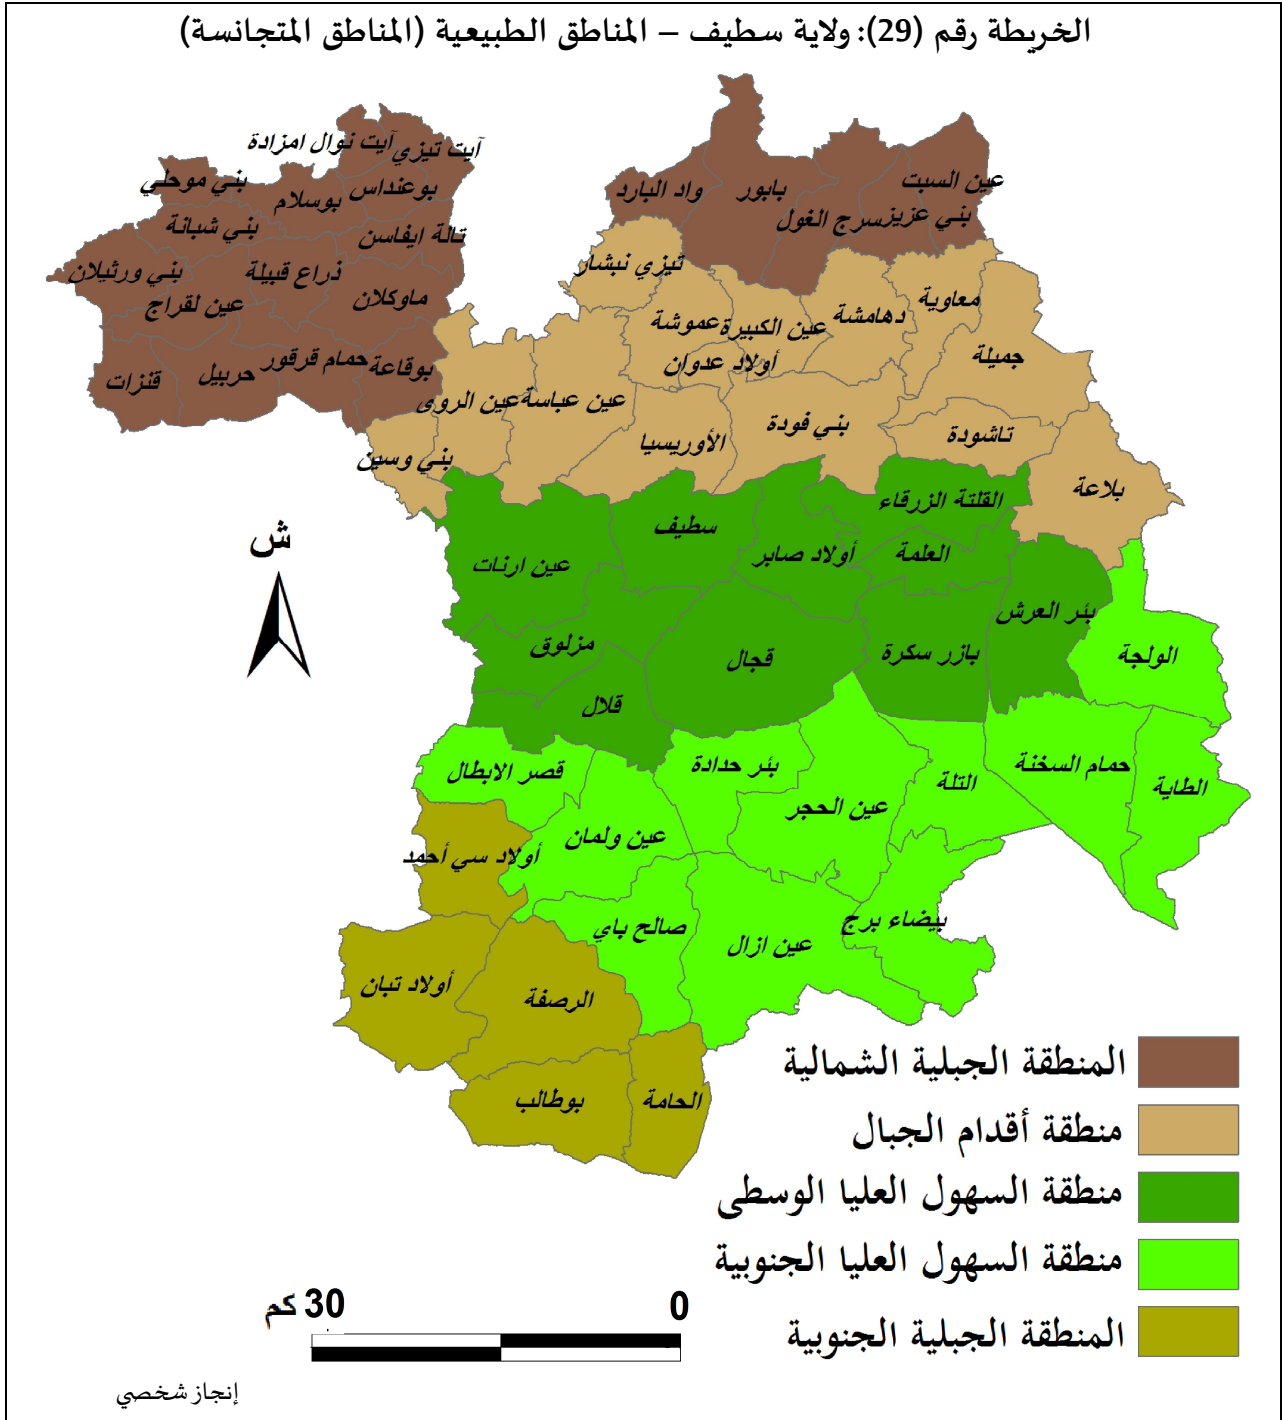 الخريطة رقم (29): ولاية سطيف – المناطق الطبيعية (المناطق المتجانسة)
آيت نوال امزادة
آيت تيزي
بني موحلي
بوسلام
بوعنداس
بني شبانة
تالة ايفاسن
بني ورثيلان
عين لقراج
ذراع قبيلة
ماوكلان
قنزات
حربيل
حمام قرقور
بوقاعة
واد البارد
بابور
سرج الغول
بني عزيز
عين السبت
تيزي نبشار
عموشة
عين الكبيرة
دهامشة
معاوية
جميلة
أولاد عدوان
عين الروى
عين عباسة
الأوريسيا
بني فودة
تاشودة
بلاعة
بني وسين
القلتة الزرقاء
سطيف
عين ارنات
أولاد صابر
العلمة
بئر العرش
مزلوق
قجال
بازر سكرة
الولجة
قلال
قصر الابطال
بئر حدادة
عين الحجر
التلة
حمام السخنة
الطاية
أولاد سي أحمد
عين ولمان
صالح باي
عين ازال
بيضاء برج
أولاد تبان
الرصفة
بوطالب
الحامة
ش
المنطقة الجبلية الشمالية
منطقة أقدام الجبال
منطقة السهول العليا الوسطى
منطقة السهول العليا الجنوبية
المنطقة الجبلية الجنوبية
0
30 كم
إنجاز شخصي